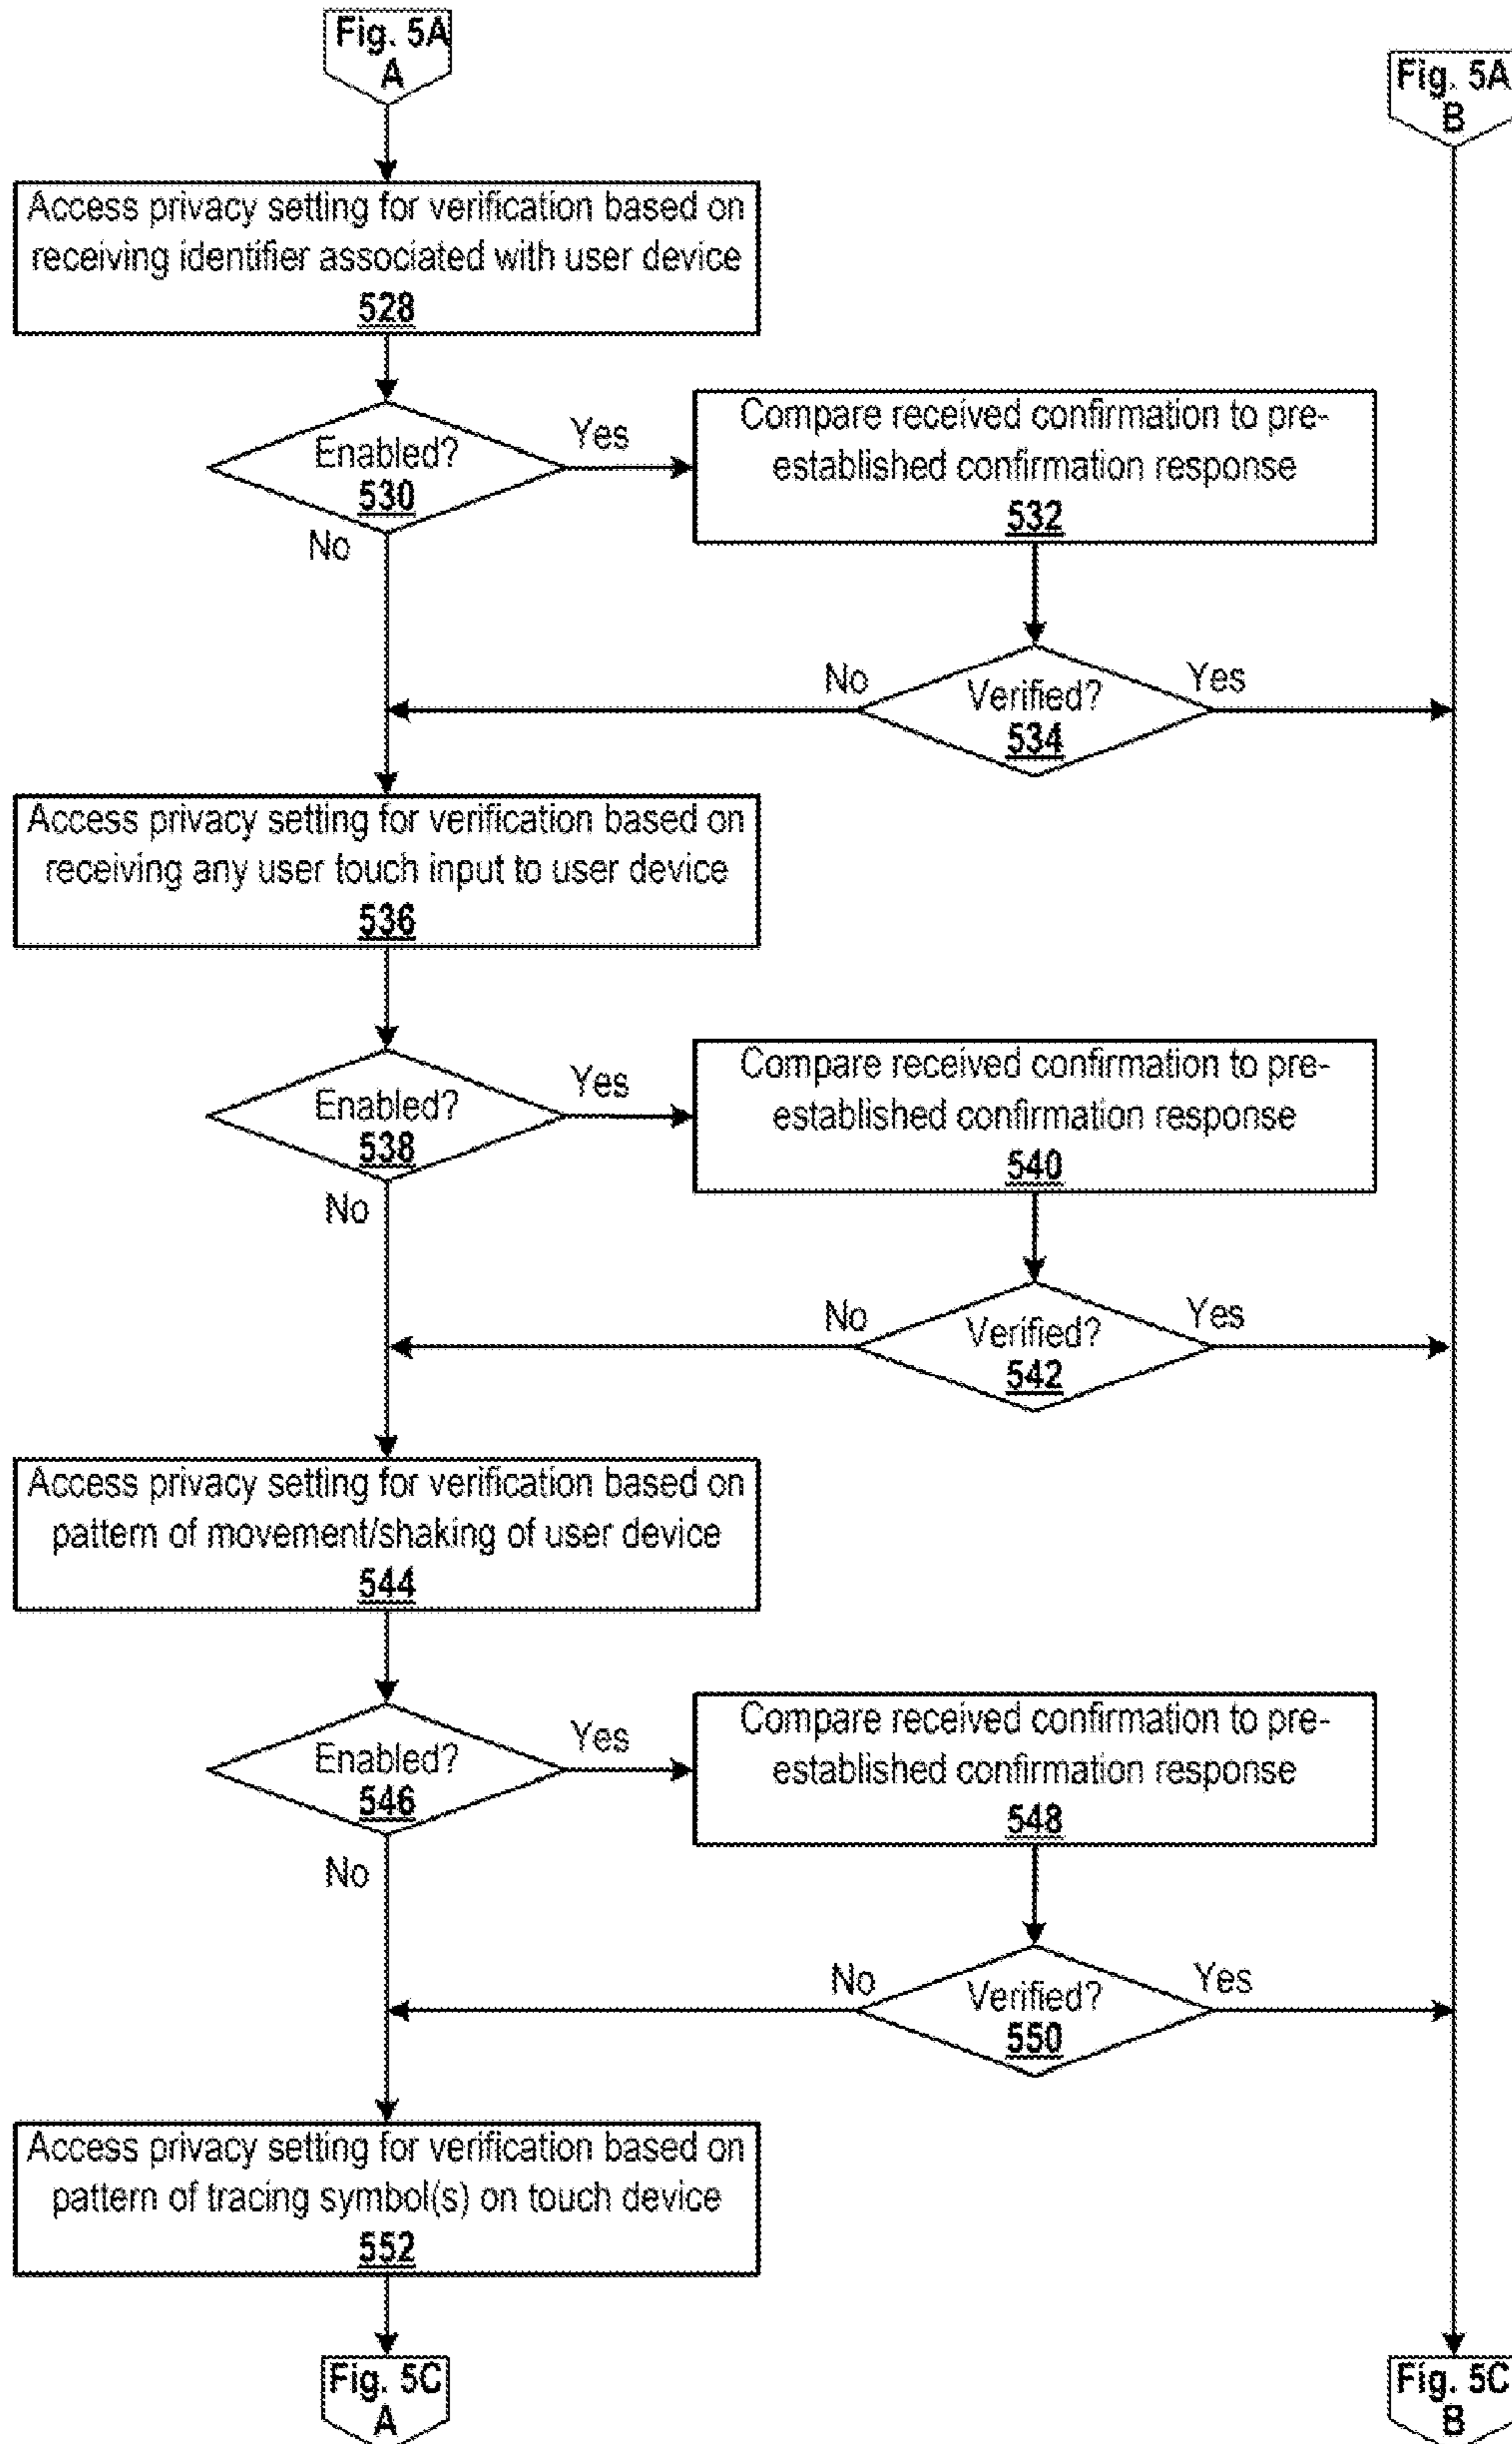 Fig. 5A
A
Fig. 5A
B
Access privacy setting for verification based on
receiving identifier associated with user device
528
Enabled?
530
Yes
No
Compare received confirmation to pre-
established confirmation response
532
Verified?
534
No
Yes
Access privacy setting for verification based on
receiving any user touch input to user device
536
Enabled?
538
Yes
No
Compare received confirmation to pre-
established confirmation response
540
Verified?
542
No
Yes
Access privacy setting for verification based on
pattern of movement/shaking of user device
544
Enabled?
546
Yes
No
Compare received confirmation to pre-
established confirmation response
548
Verified?
550
No
Yes
Access privacy setting for verification based on
pattern of tracing symbol(s) on touch device
552
Fig. 5C
A
Fig. 5C
B